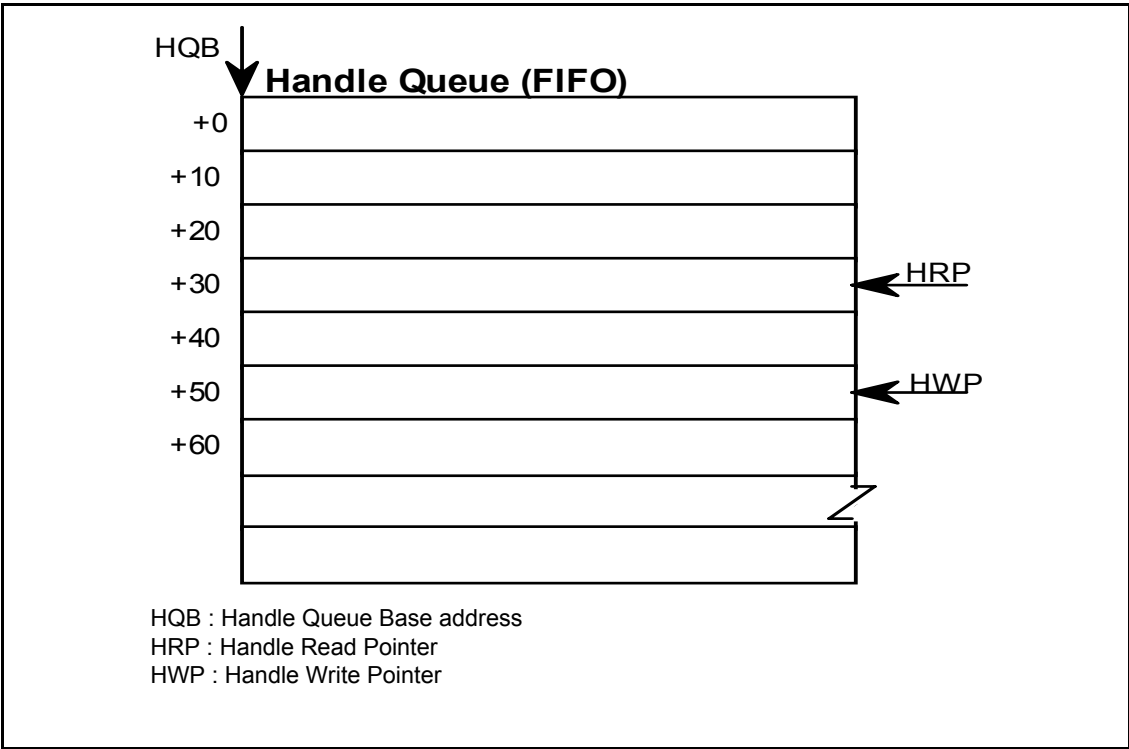 HQB
Handle Queue (FIFO)
+0
+10
+20
+30
HRP
+40
+50
HWP
+60
HQB : Handle Queue Base address
HRP : Handle Read Pointer
HWP : Handle Write Pointer